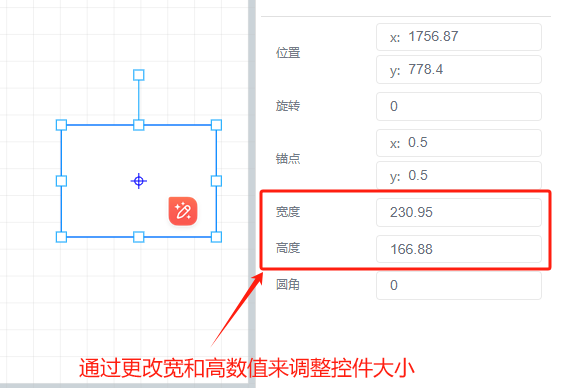 位置
x: 1756.87
y: 778.4
旋转
0
锚点
x: 0.5
y: 0.5
宽度
230.95
高度
166.88
圆角
0
通过更改宽和高数值来调整控件大小